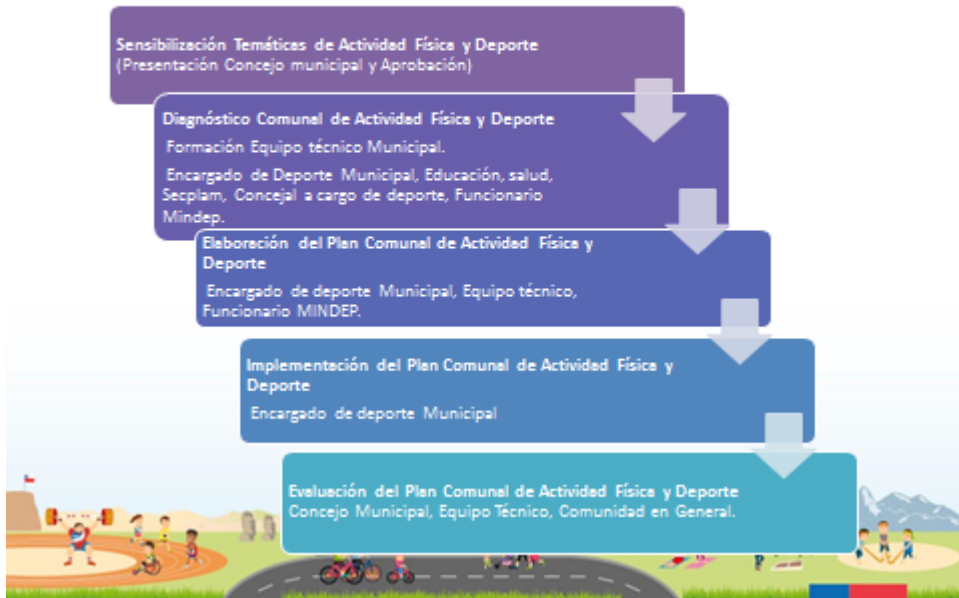 Sensibilización Temáticas de Actividad Física y Deporte
(Presentación Concejo municipal y Aprobación)
Diagnóstico Comunal de Actividad Física y Deporte
Formación Equipo técnico Municipal.
Encargado de Deporte Municipal, Educación, salud,
Secplam, Concejal a cargo de deporte, Funcionario
Mindep.
Elaboración del Plan Comunal de Actividad Física y
Deporte
Encargado de deporte Municipal, Equipo técnico,
Funcionario MINDEP.
Implementación del Plan Comunal de Actividad Física y
Deporte
Encargado de deporte Municipal
Evaluación del Plan Comunal de Actividad Física y Deporte
Concejo Municipal, Equipo Técnico, Comunidad en General.